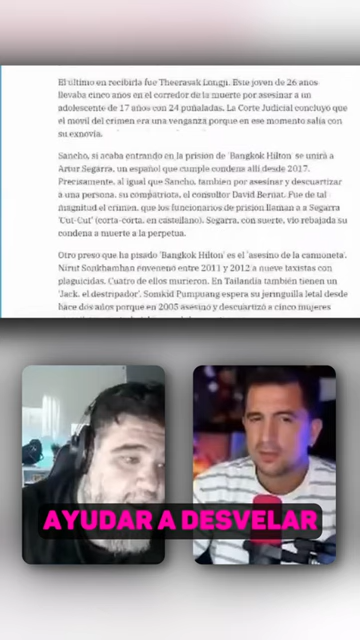 El último en recibirla fue Theerasak Longji. Este joven de 26 años
llevaba cinco años en el corredor de la muerte por asesinar a un
adolescente de 17 años con 24 puñaladas. La Corte Judicial concluyó que
el móvil del crimen era una venganza porque en ese momento salía con
su exnovia.
Sancho, si acaba entrando en la prisión de 'Bangkok Hilton' se unirá a
Artur Segarra, un español que cumple condena allí desde 2017.
Precisamente, al igual que Sancho, también por asesinar y descuartizar
a una persona, su compatriota, el consultor David Bernat. Fue de tal
magnitud el crimen, que los funcionarios de prisión llaman a a Segarra
'Cut-Cut' (corta-corta, en castellano). Segarra, con suerte, vio rebajada su
condena a muerte a la perpetua.
Otro preso que ha pisado 'Bangkok Hilton' es el 'asesino de la camioneta'.
Nirut Sonkhamhan envenenó entre 2011 y 2012 a nueve taxistas con
plaguicidas. Cuatro de ellos murieron. En Tailandia también tienen un
'Jack, el destripador'. Somkid Pumpuang espera su jeringuilla letal desde
hace dos años porque en 2005 asesinó y descuartizó a cinco mujeres
AYUDAR A DESVELAR